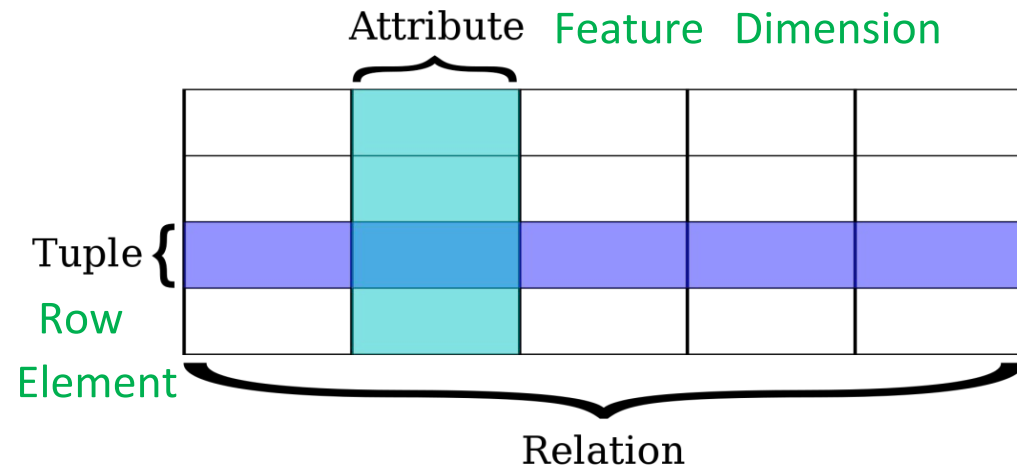 Attribute Feature Dimension
Tuple
Row
Element
Relation